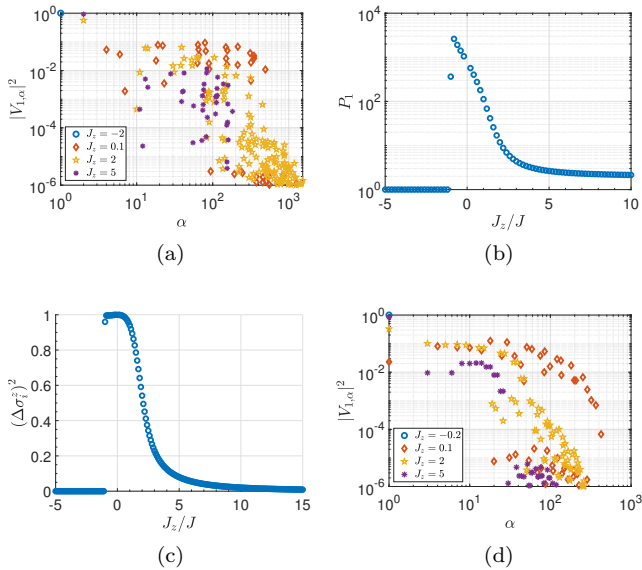 10^0
10^-2
10^-4
10^-6
|V_{1,α}|^2
J_z = −2
J_z = 0.1
J_z = 2
J_z = 5
10^0 10^1 10^2 10^3
α
(a)
10^6
10^4
10^2
10^0
P_1
-5 0 5 10
J_z/J
(b)
1
0.8
0.6
0.4
0.2
0
(Δσ_i^z)^2
-5 0 5 10 15
J_z/J
(c)
10^0
10^-2
10^-4
10^-6
|V_{1,α}|^2
J_z = −0.2
J_z = 0.1
J_z = 2
J_z = 5
10^0 10^1 10^2 10^3
α
(d)